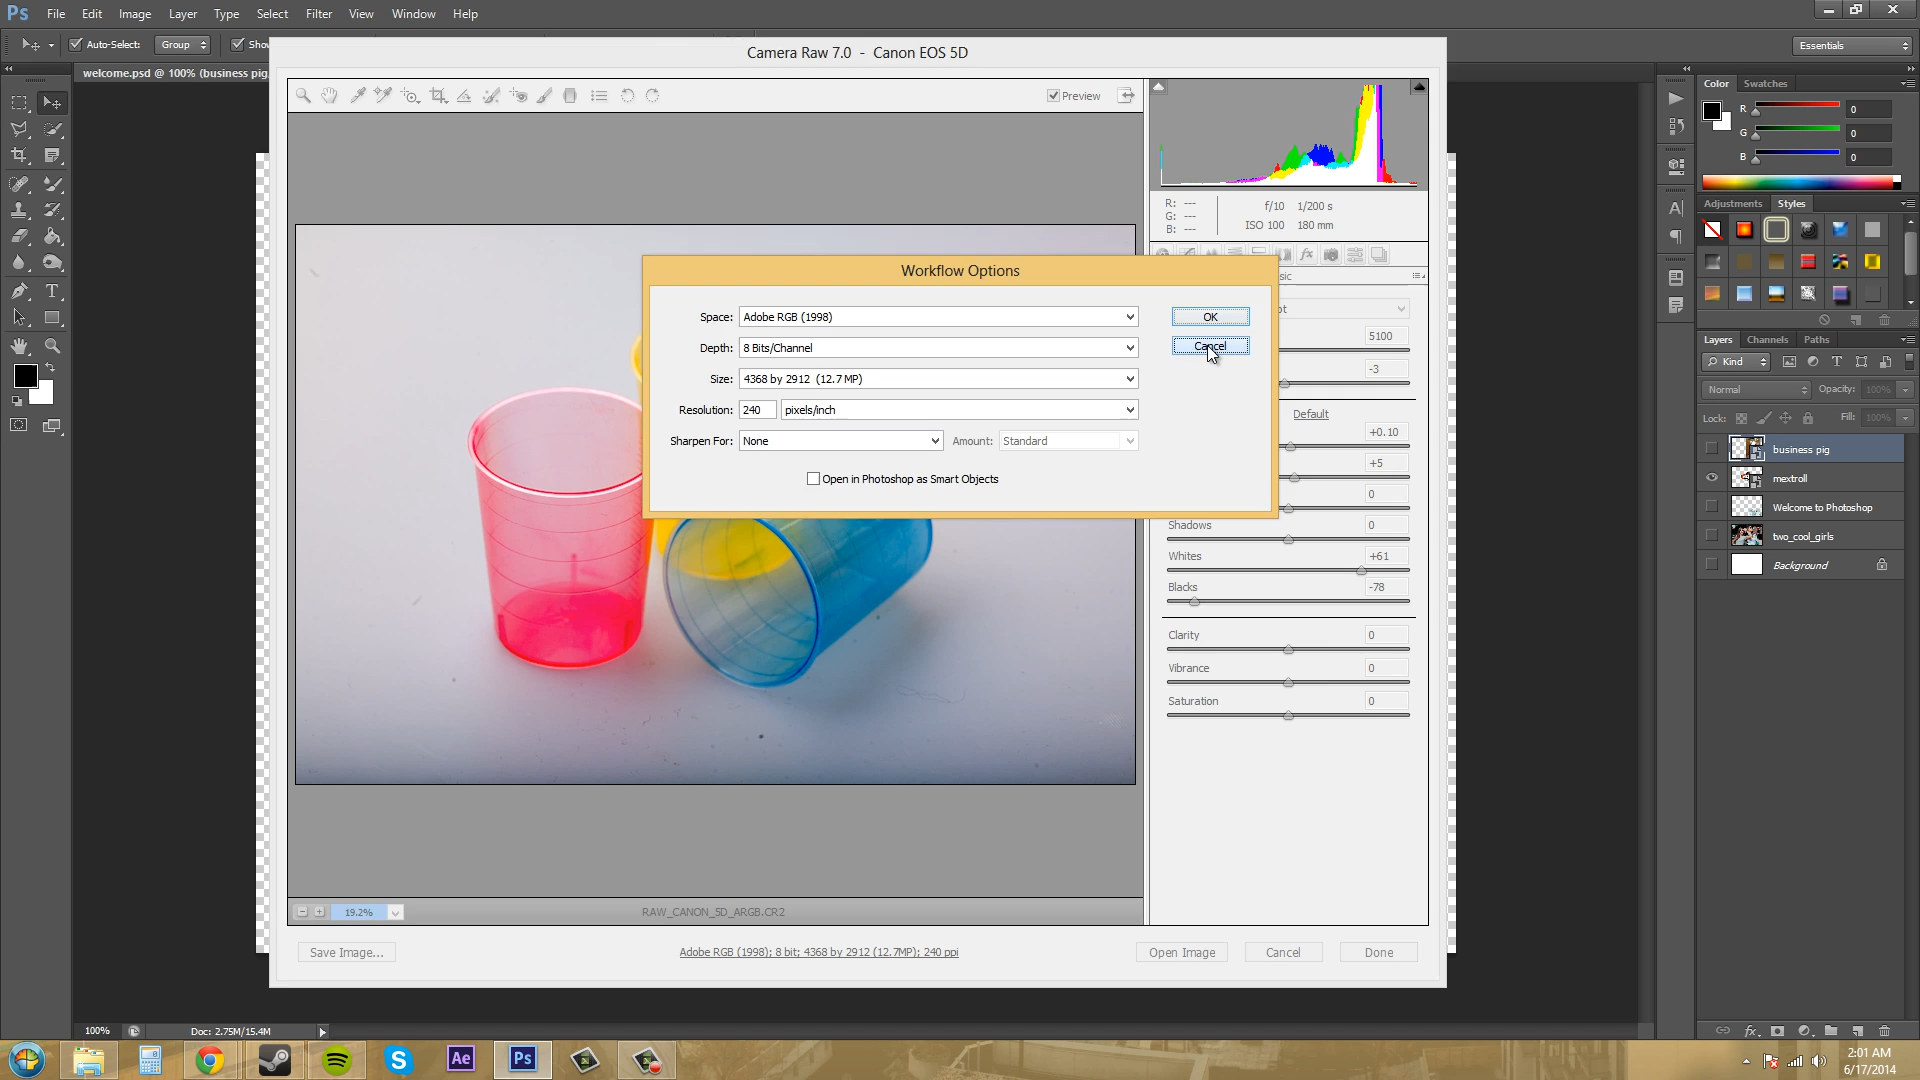 Ps File Edit Image Layer Type Select Filter View Window Help
Auto-Select: Group Essentials
Camera Raw 7.0 - Canon EOS 5D
welcome.psd @ 100% (business pig,
Preview
Color Swatches
R 0
G 0
B 0
R: ---
G: ---
B: ---
f/10 1/200 s
ISO 100 180 mm
Adjustments Styles
Workflow Options
Space: Adobe RGB (1998)
OK
Depth: 8 Bits/Channel
Cancel
Size: 4368 by 2912 (12.7 MP)
Resolution: 240 pixels/inch
Sharpen For: None Amount: Standard
Open in Photoshop as Smart Objects
5100
-3
Default
+0.10
+5
0
Shadows 0
Whites +61
Blacks -78
Clarity 0
Vibrance 0
Saturation 0
Layers Channels Paths
Kind
Normal Opacity: 100%
Lock: Fill: 100%
business pig
mextroll
Welcome to Photoshop
two_cool_girls
Background
19.2%
RAW_CANON_5D_ARGB.CR2
Save Image...
Adobe RGB (1998); 8 bit; 4368 by 2912 (12.7MP); 240 ppi
Open Image Cancel Done
100% Doc: 2.75M/15.4M
Ae Ps
2:01 AM
6/17/2014